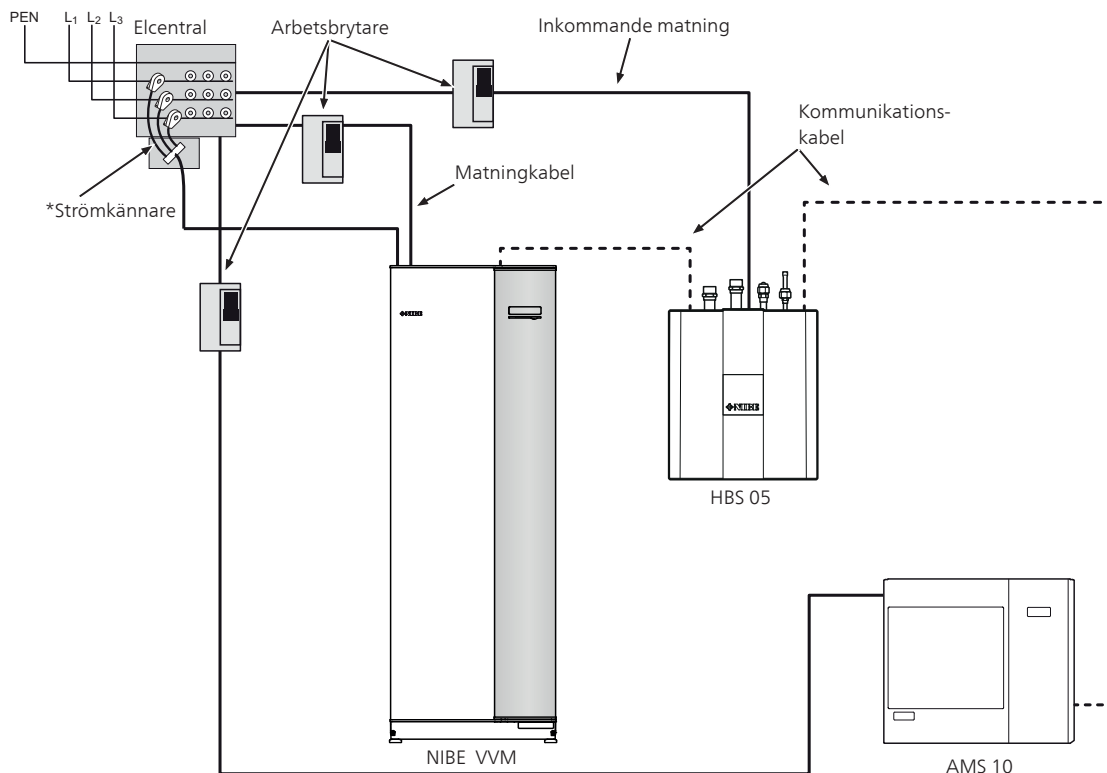 PEN
L1
L2
L3
Elcentral
Arbetsbrytare
Inkommande matning
Kommunikations-
kabel
Matningkabel
*Strömkännare
NIBE
NIBE
HBS 05
NIBE VVM
AMS 10